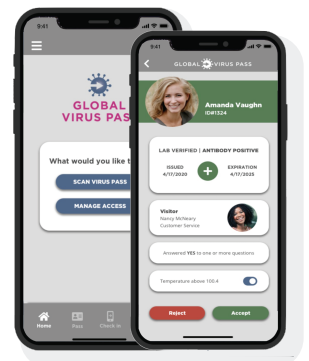 9:41
GLOBAL
VIRUS PAS
What would you like t
SCAN VIRUS PASS
MANAGE ACCESS
Home
Pass
Check in
9:41
GLOBAL VIRUS PASS
Amanda Vaughn
ID#1324
LAB VERIFIED | ANTIBODY POSITIVE
ISSUED
4/17/2020
EXPIRATION
4/17/2025
Visitor
Nancy McNeary
Customer Service
Answered YES to one or more questions
Temperature above 100.4
Reject
Accept